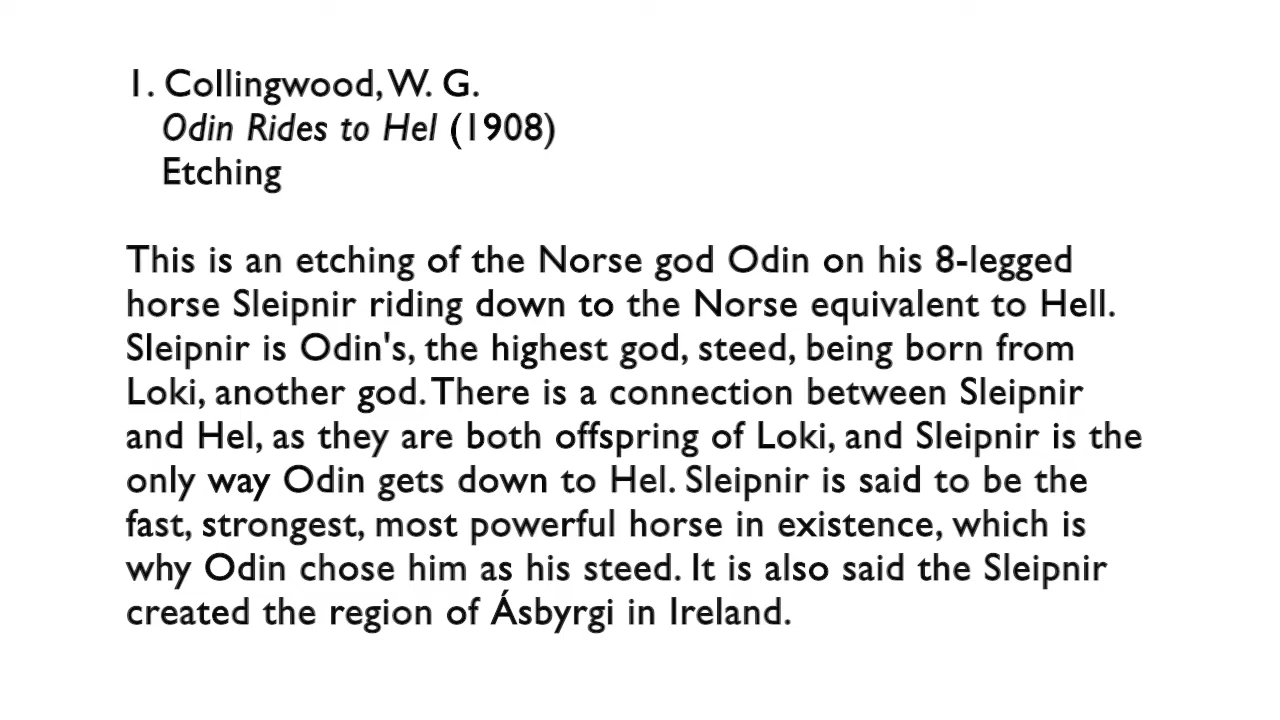 1. Collingwood, W. G.
Odin Rides to Hel (1908)
Etching
This is an etching of the Norse god Odin on his 8-legged
horse Sleipnir riding down to the Norse equivalent to Hell.
Sleipnir is Odin's, the highest god, steed, being born from
Loki, another god. There is a connection between Sleipnir
and Hel, as they are both offspring of Loki, and Sleipnir is the
only way Odin gets down to Hel. Sleipnir is said to be the
fast, strongest, most powerful horse in existence, which is
why Odin chose him as his steed. It is also said the Sleipnir
created the region of Ásbyrgi in Ireland.